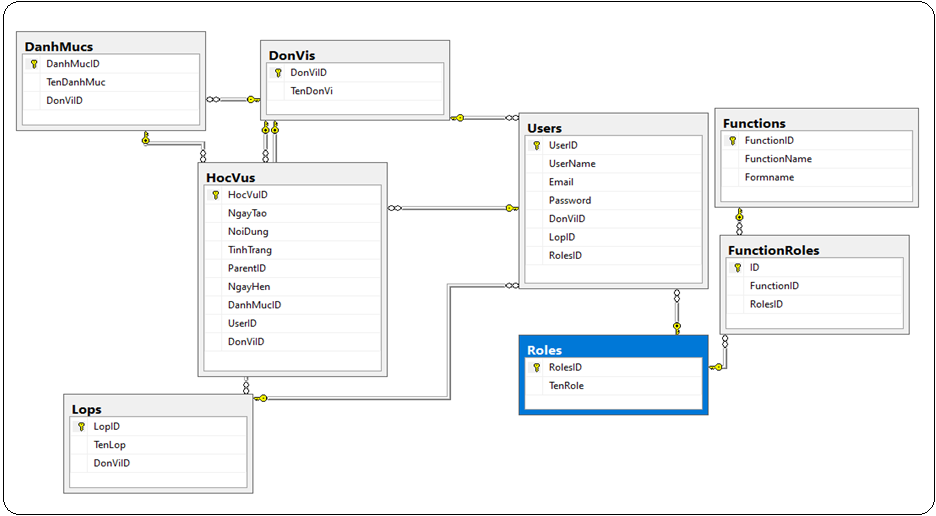 DanhMucs
DanhMucID
TenDanhMuc
DonViID
DonVis
DonViID
TenDonVi
Users
UserID
UserName
Email
Password
DonViID
LopID
RolesID
Functions
FunctionID
FunctionName
Formname
HocVus
HocVuID
NgayTao
NoiDung
TinhTrang
ParentID
NgayHen
DanhMucID
UserID
DonViID
FunctionRoles
ID
FunctionID
RolesID
Roles
RolesID
TenRole
Lops
LopID
TenLop
DonViID